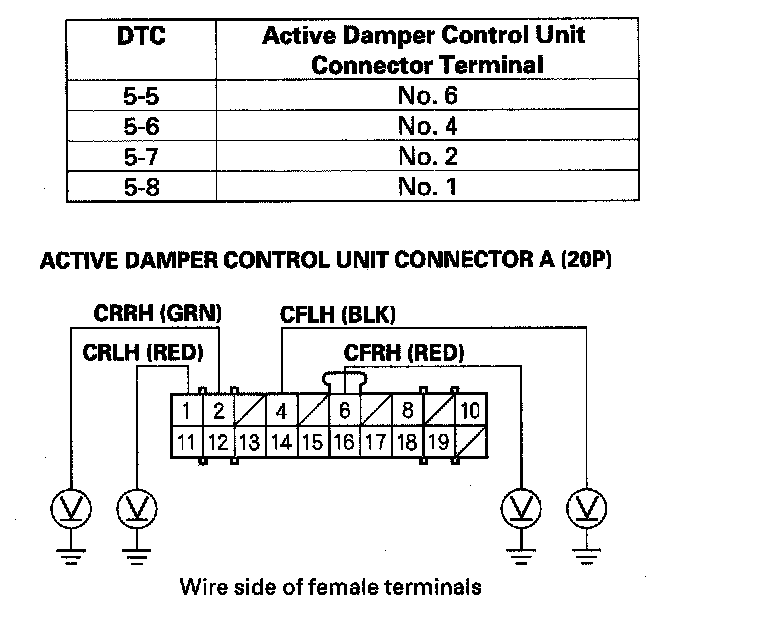 DTC Active Damper Control Unit
Connector Terminal
5-5 No. 6
5-6 No. 4
5-7 No. 2
5-8 No. 1
ACTIVE DAMPER CONTROL UNIT CONNECTOR A (20P)
CRRH (GRN) CFLH (BLK)
CRLH (RED) CFRH (RED)
1 2 4 6 8 10
11 12 13 14 15 16 17 18 19
V V V V
Wire side of female terminals